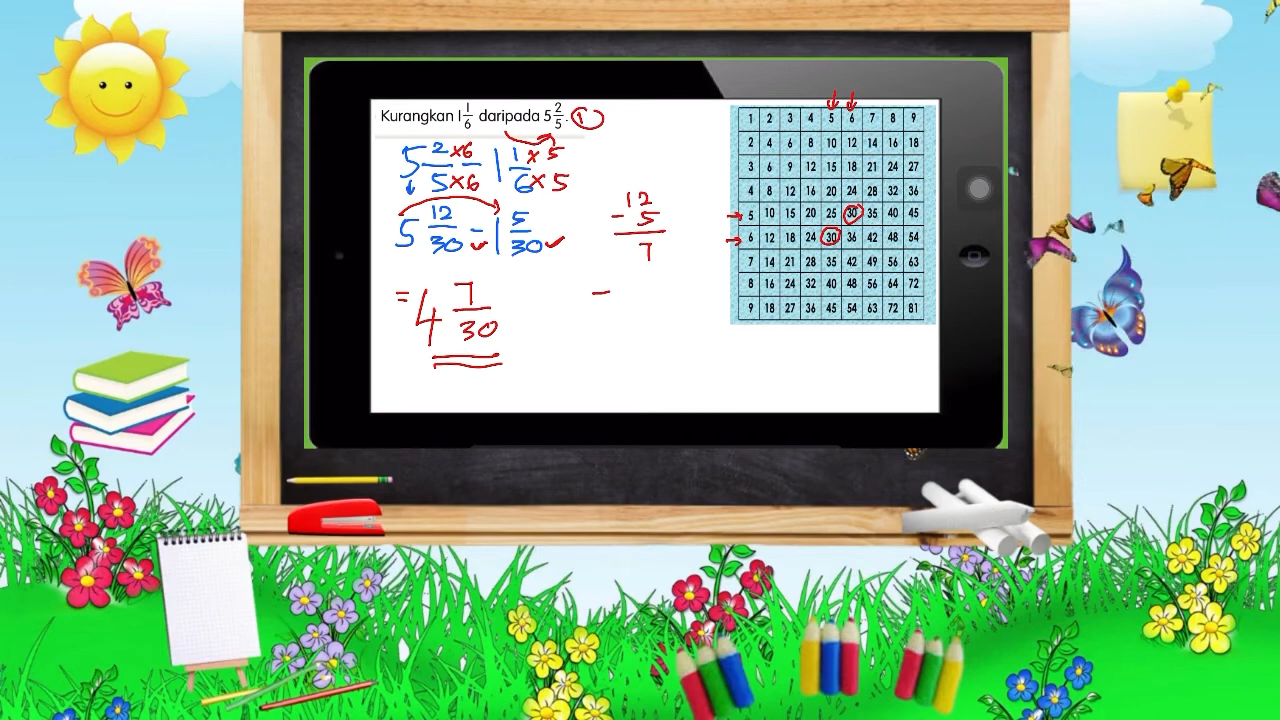 Kurangkan 1 1/6 daripada 5 2/5. 1
5 2×6/5×6 - 1 1×5/6×5
5 12/30 - 1 5/30
= 4 7/30
12
- 5
7
-
1 2 3 4 5 6 7 8 9
2 4 6 8 10 12 14 16 18
3 6 9 12 15 18 21 24 27
4 8 12 16 20 24 28 32 36
5 10 15 20 25 30 35 40 45
6 12 18 24 30 36 42 48 54
7 14 21 28 35 42 49 56 63
8 16 24 32 40 48 56 64 72
9 18 27 36 45 54 63 72 81